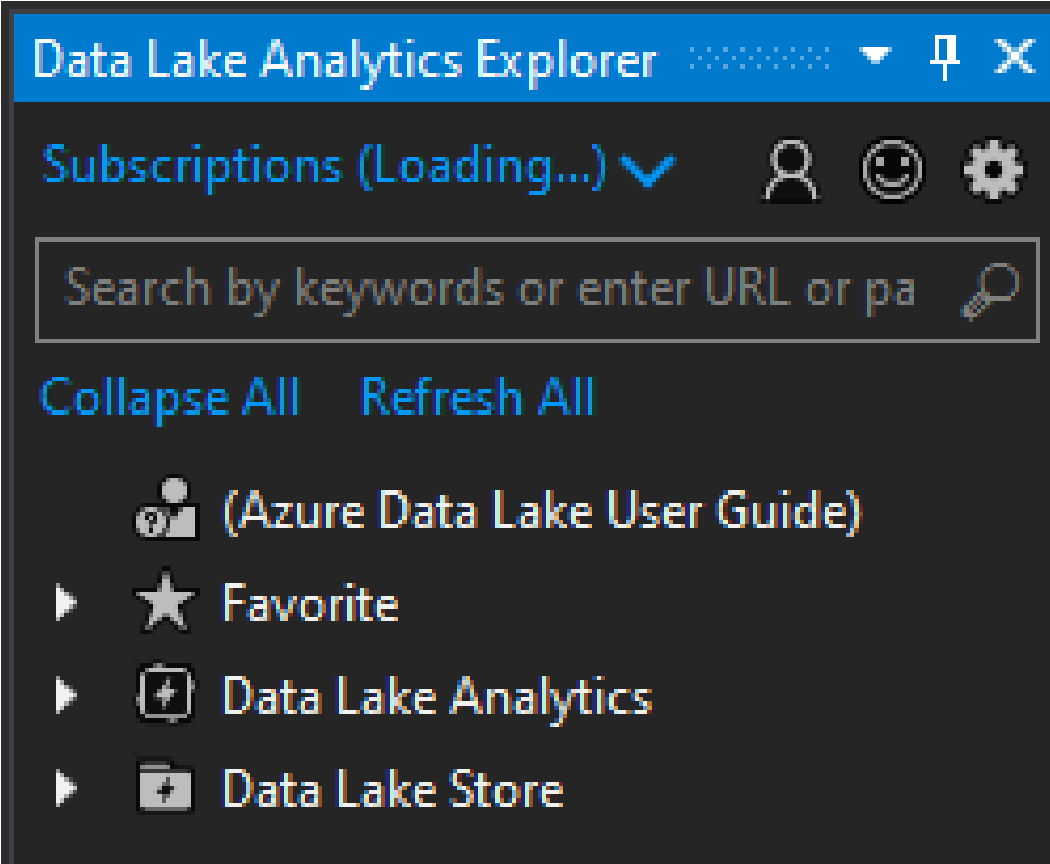 Data Lake Analytics Explorer
Subscriptions (Loading...)
Search by keywords or enter URL or pa
Collapse All Refresh All
(Azure Data Lake User Guide)
Favorite
Data Lake Analytics
Data Lake Store